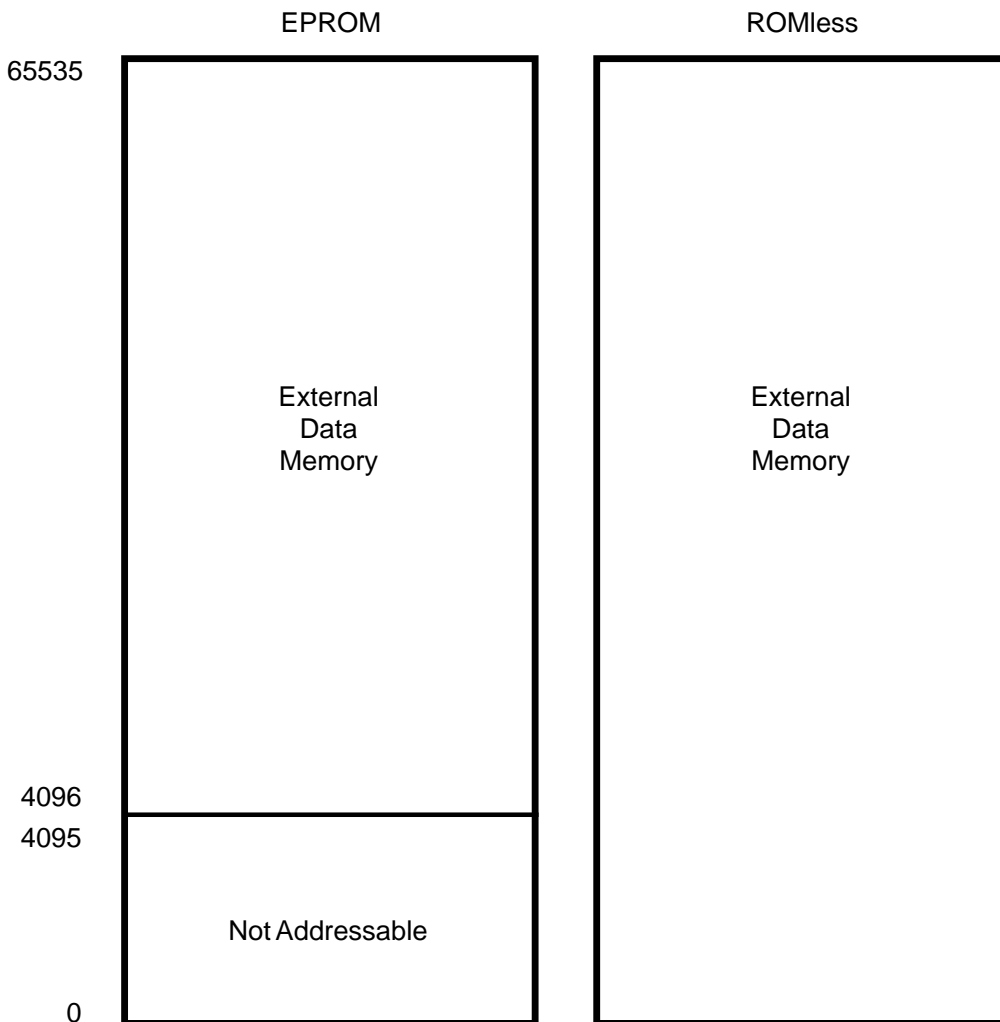 EPROM
ROMless
65535
External
Data
Memory
External
Data
Memory
4096
4095
Not Addressable
0